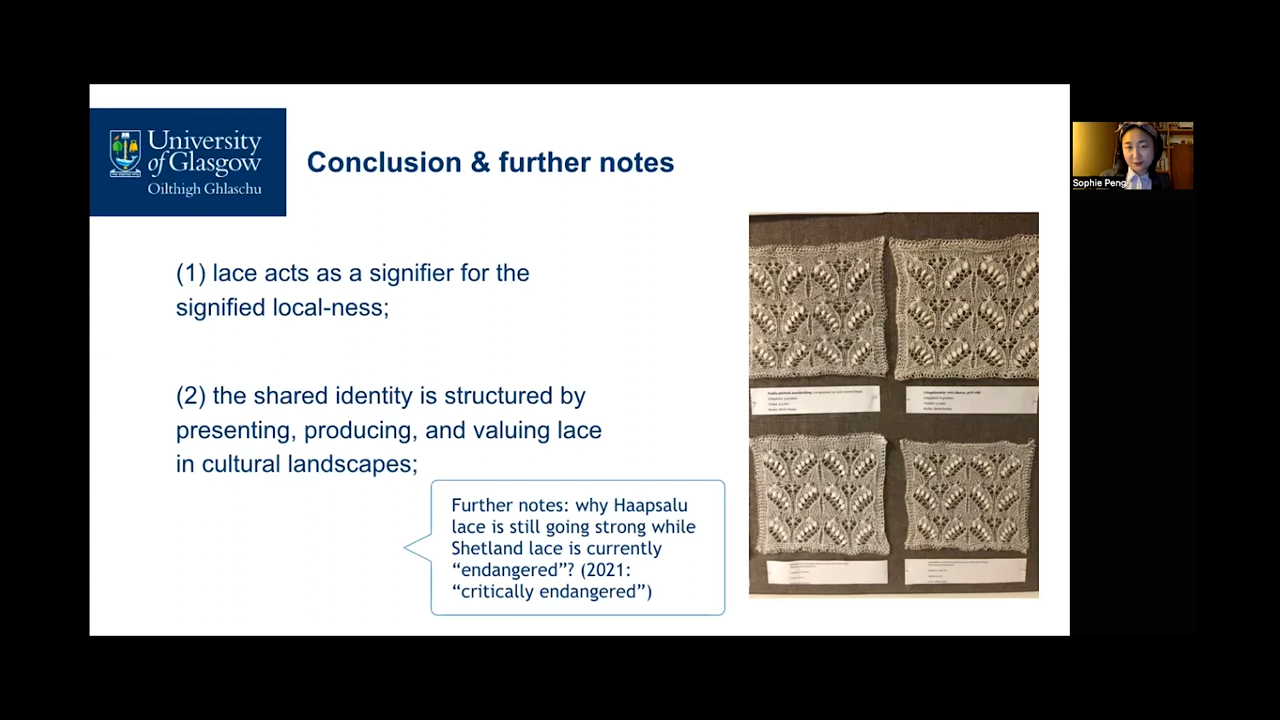 University
of Glasgow
Oilthigh Ghlaschu
Conclusion & further notes
(1) lace acts as a signifier for the
signified local-ness;
(2) the shared identity is structured by
presenting, producing, and valuing lace
in cultural landscapes;
Further notes: why Haapsalu
lace is still going strong while
Shetland lace is currently
“endangered”? (2021:
“critically endangered”)
Sophie Peng